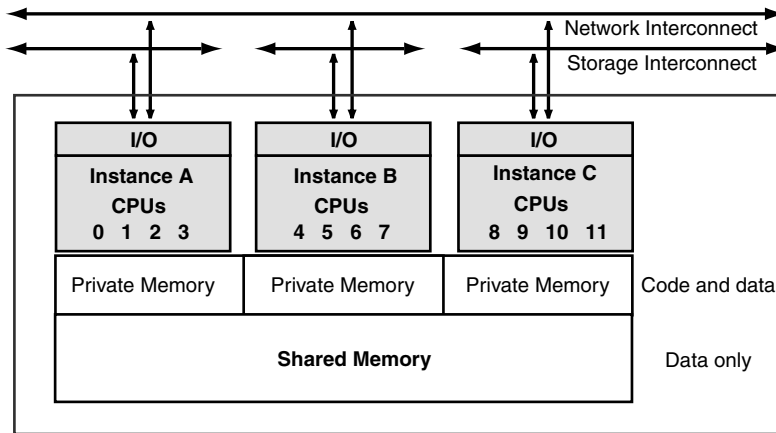 Network Interconnect
Storage Interconnect
I/O I/O I/O
Instance A Instance B Instance C
CPUs CPUs CPUs
0 1 2 3 4 5 6 7 8 9 10 11
Private Memory Private Memory Private Memory Code and data
Shared Memory Data only